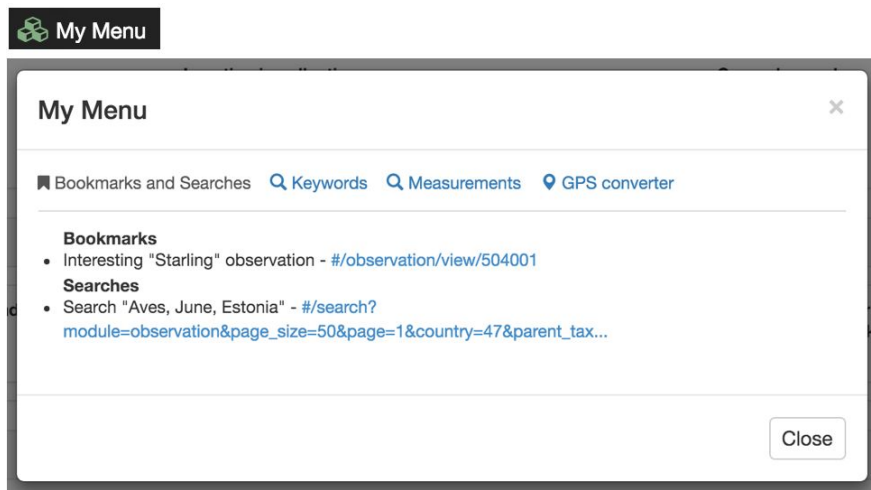 My Menu
My Menu
×
Bookmarks and Searches Keywords Measurements GPS converter
Bookmarks
• Interesting "Starling" observation - #/observation/view/504001
Searches
• Search "Aves, June, Estonia" - #/search?
module=observation&page_size=50&page=1&country=47&parent_tax...
Close